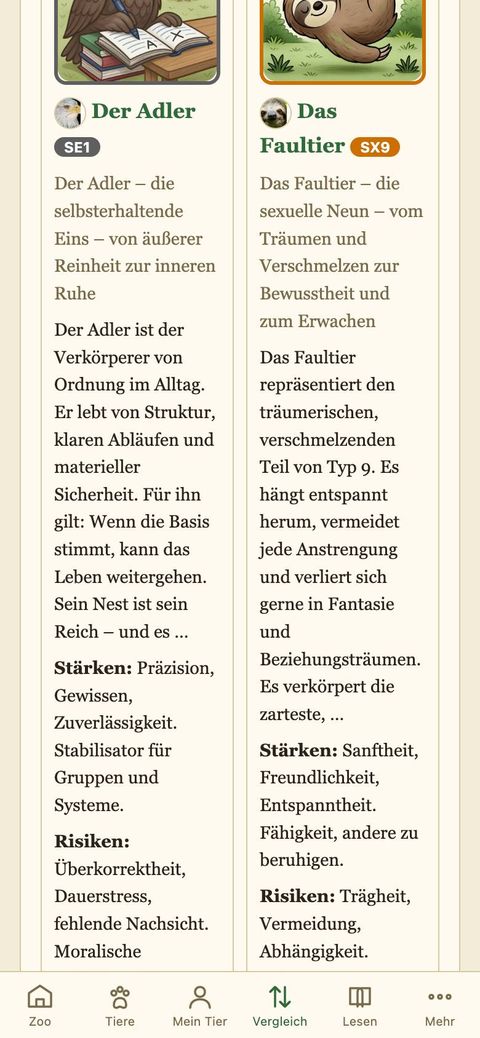 A X
Der Adler
SE1
Der Adler – die
selbsterhaltende
Eins – von äußerer
Reinheit zur inneren
Ruhe
Der Adler ist der
Verkörperer von
Ordnung im Alltag.
Er lebt von Struktur,
klaren Abläufen und
materieller
Sicherheit. Für ihn
gilt: Wenn die Basis
stimmt, kann das
Leben weitergehen.
Sein Nest ist sein
Reich – und es ...
Stärken: Präzision,
Gewissen,
Zuverlässigkeit.
Stabilisator für
Gruppen und
Systeme.
Risiken:
Überkorrektheit,
Dauerstress,
fehlende Nachsicht.
Moralische
Das
Faultier SX9
Das Faultier – die
sexuelle Neun – vom
Träumen und
Verschmelzen zur
Bewusstheit und
zum Erwachen
Das Faultier
repräsentiert den
träumerischen,
verschmelzenden
Teil von Typ 9. Es
hängt entspannt
herum, vermeidet
jede Anstrengung
und verliert sich
gerne in Fantasie
und
Beziehungsträumen.
Es verkörpert die
zarteste, ...
Stärken: Sanftheit,
Freundlichkeit,
Entspanntheit.
Fähigkeit, andere zu
beruhigen.
Risiken: Trägheit,
Vermeidung,
Abhängigkeit.
Zoo
Tiere
Mein Tier
Vergleich
Lesen
Mehr